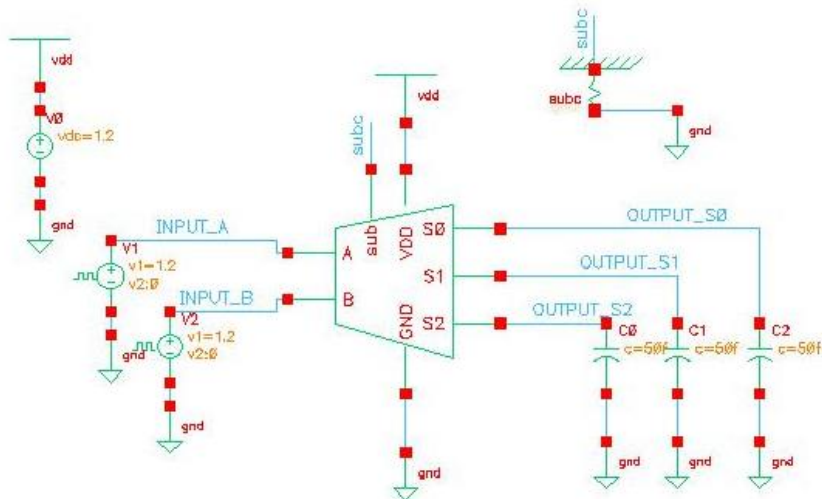 subc
vdd
vdd
subc
gnd
V0
vdc=1.2
subc
gnd
INPUT_A
OUTPUT_S0
V1
v1=1.2
v2:0
A
sub
VDD
S0
OUTPUT_S1
S1
INPUT_B
B
GND
S2
OUTPUT_S2
V2
v1=1.2
v2:0
gnd
C0
c=50f
C1
c=50f
C2
c=50f
gnd
gnd
gnd
gnd
gnd